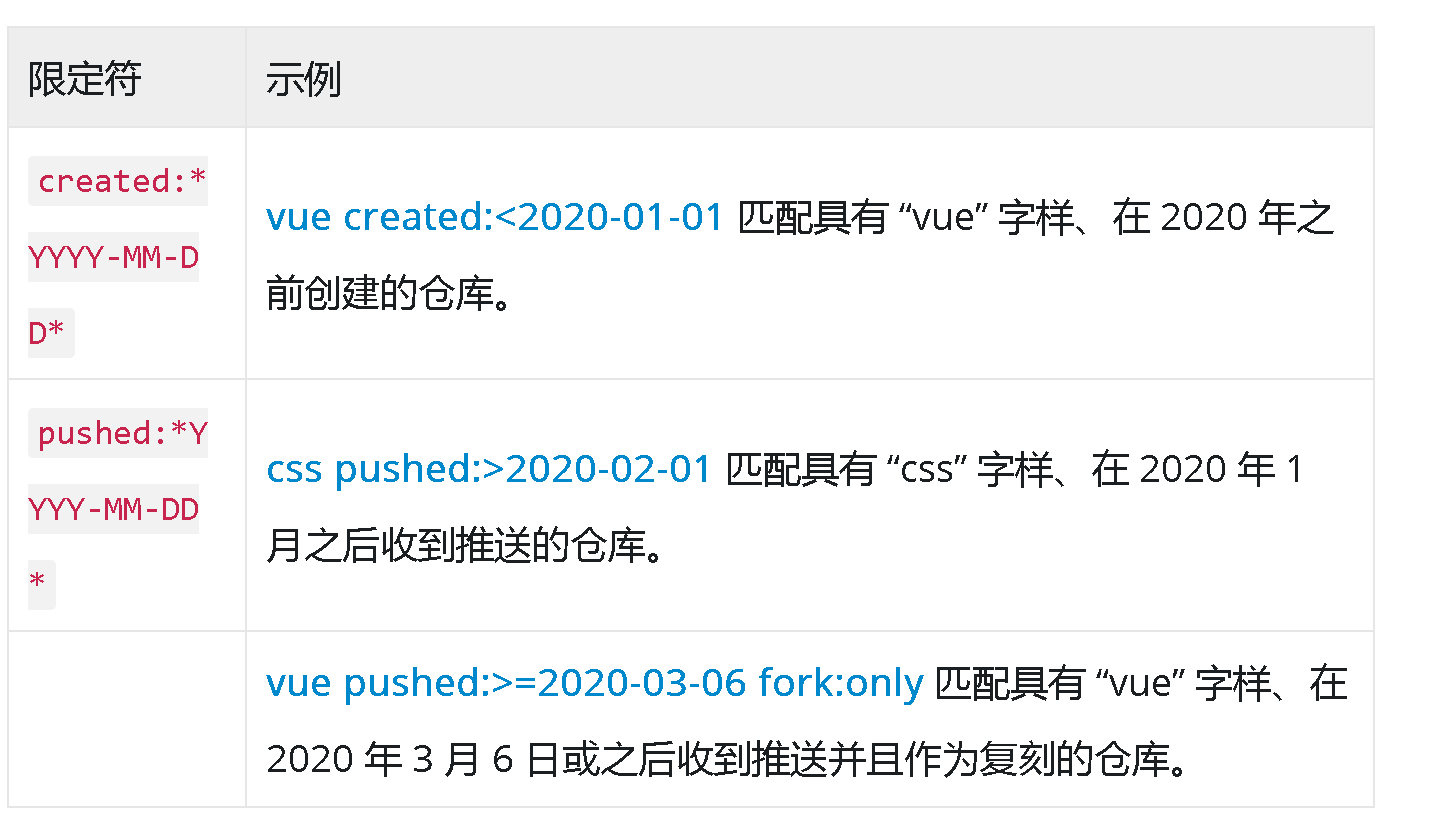 限定符 示例
created:*
YYYY-MM-D
D*
vue created:<2020-01-01 匹配具有 “vue” 字样、在 2020 年之
前创建的仓库。
pushed:*Y
YYY-MM-DD
*
css pushed:>2020-02-01 匹配具有 “css” 字样、在 2020 年 1
月之后收到推送的仓库。
vue pushed:>=2020-03-06 fork:only 匹配具有 “vue” 字样、在
2020 年 3 月 6 日或之后收到推送并且作为复刻的仓库。